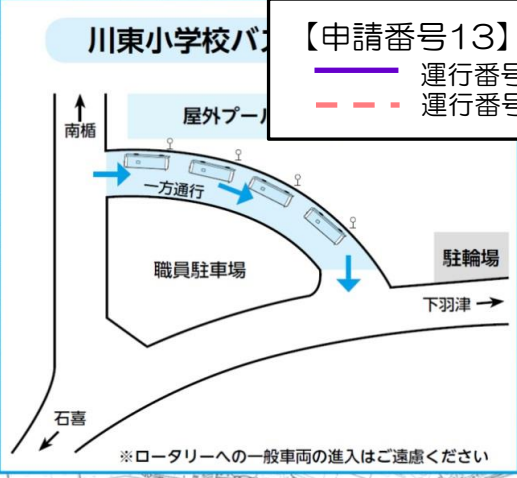 川東小学校バ
【申請番号13】
運行番号
運行番号
南楯
屋外プー
一方通行
職員駐車場
駐輪場
下羽津
石喜
※ロータリーへの一般車両の進入はご遠慮ください